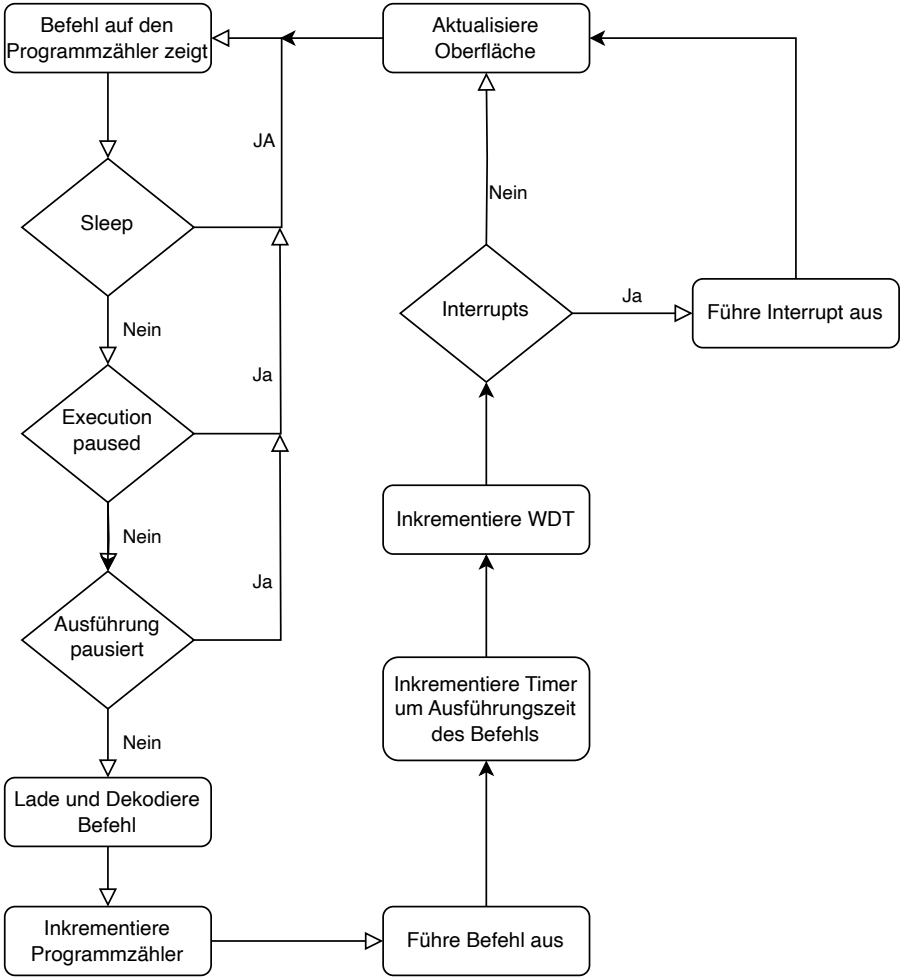 Befehl auf den
Programmzähler zeigt
Aktualisiere
Oberfläche
JA
Sleep
Nein
Nein
Interrupts
Ja
Führe Interrupt aus
Ja
Execution
paused
Nein
Inkrementiere WDT
Ja
Ausführung
pausiert
Inkrementiere Timer
um Ausführungszeit
des Befehls
Nein
Lade und Dekodiere
Befehl
Inkrementiere
Programmzähler
Führe Befehl aus